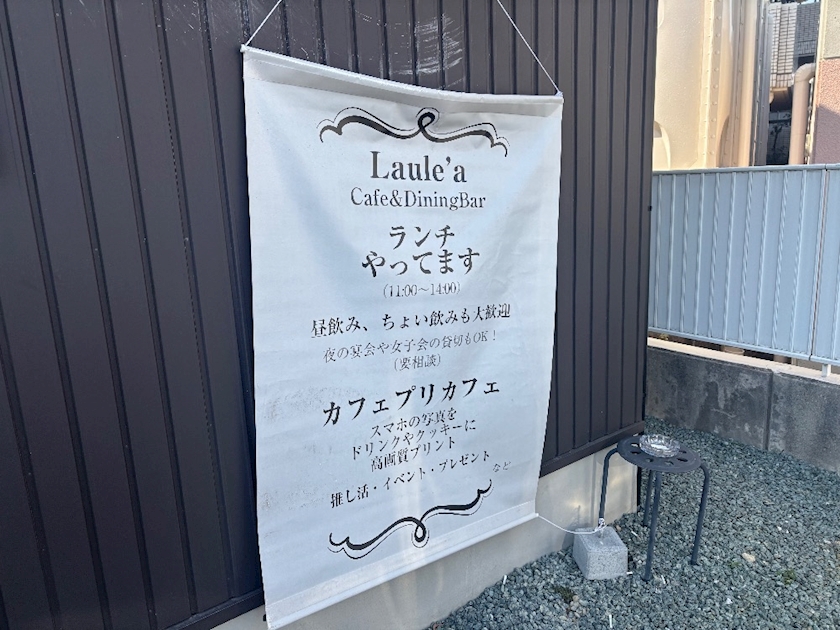 Laule'a
Cafe&DiningBar
ランチ
やってます
(11:00～14:00)
昼飲み、ちょい飲みも大歓迎
夜の宴会や女子会の貸切もOK！
(要相談)
カフェプリカフェ
スマホの写真を
ドリンクやクッキーに
高画質プリント
推し活・イベント・プレゼント など